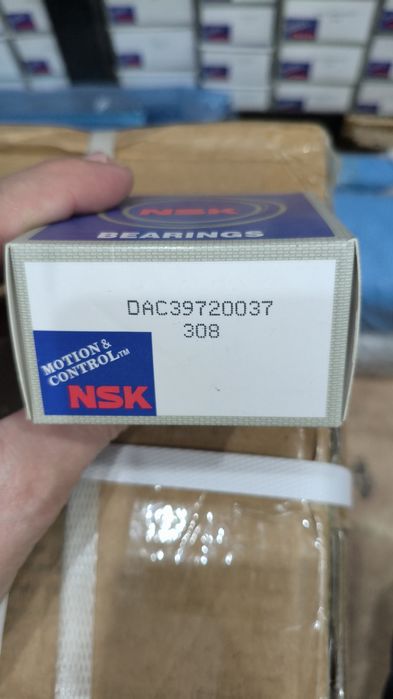 NSK
BEARINGS
DAC39720037
308
MOTION &
CONTROL™
NSK